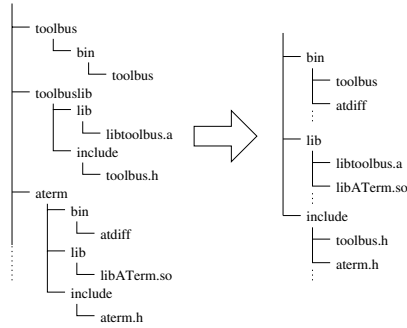 toolbus
bin
toolbus
toolbuslib
lib
libtoolbus.a
include
toolbus.h
aterm
bin
atdiff
lib
libATerm.so
include
aterm.h
bin
toolbus
atdiff
lib
libtoolbus.a
libATerm.so
include
toolbus.h
aterm.h